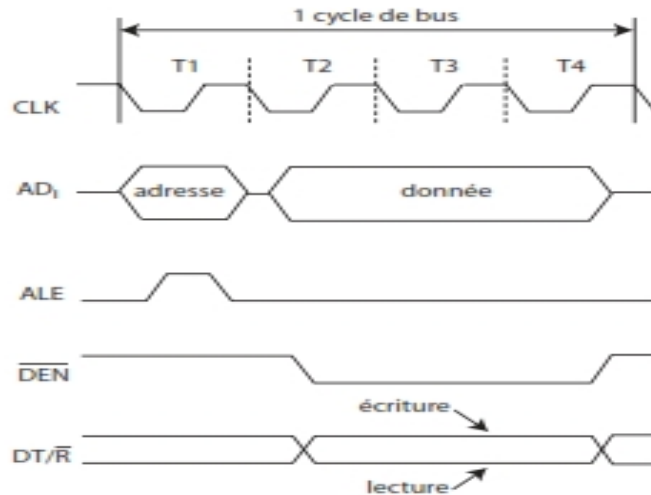 1 cycle de bus
T1 T2 T3 T4
CLK
ADI adresse donnée
ALE
DEN
écriture
DT/R
lecture